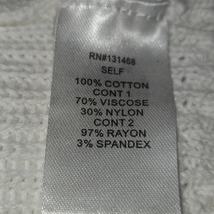 RN#131468
SELF
100% COTTON
CONT 1
70% VISCOSE
30% NYLON
CONT 2
97% RAYON
3% SPANDEX